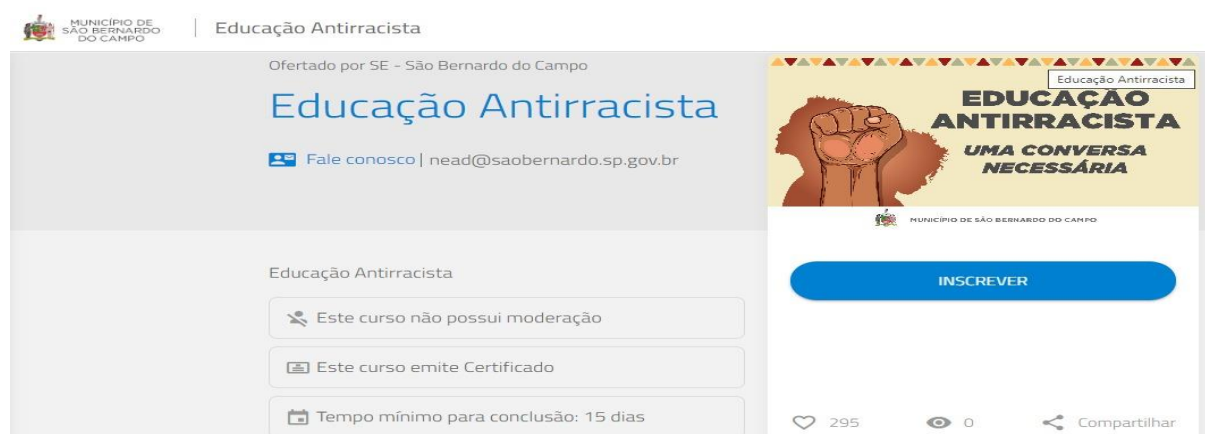 MUNICÍPIO DE
SÃO BERNARDO
DO CAMPO
Educação Antirracista
Ofertado por SE - São Bernardo do Campo
Educação Antirracista
Fale conosco | nead@saobernardo.sp.gov.br
Educação Antirracista
EDUCAÇÃO
ANTIRRACISTA
UMA CONVERSA
NECESSÁRIA
MUNICÍPIO DE SÃO BERNARDO DO CAMPO
INSCREVER
Educação Antirracista
Este curso não possui moderação
Este curso emite Certificado
Tempo mínimo para conclusão: 15 dias
295 0 Compartilhar